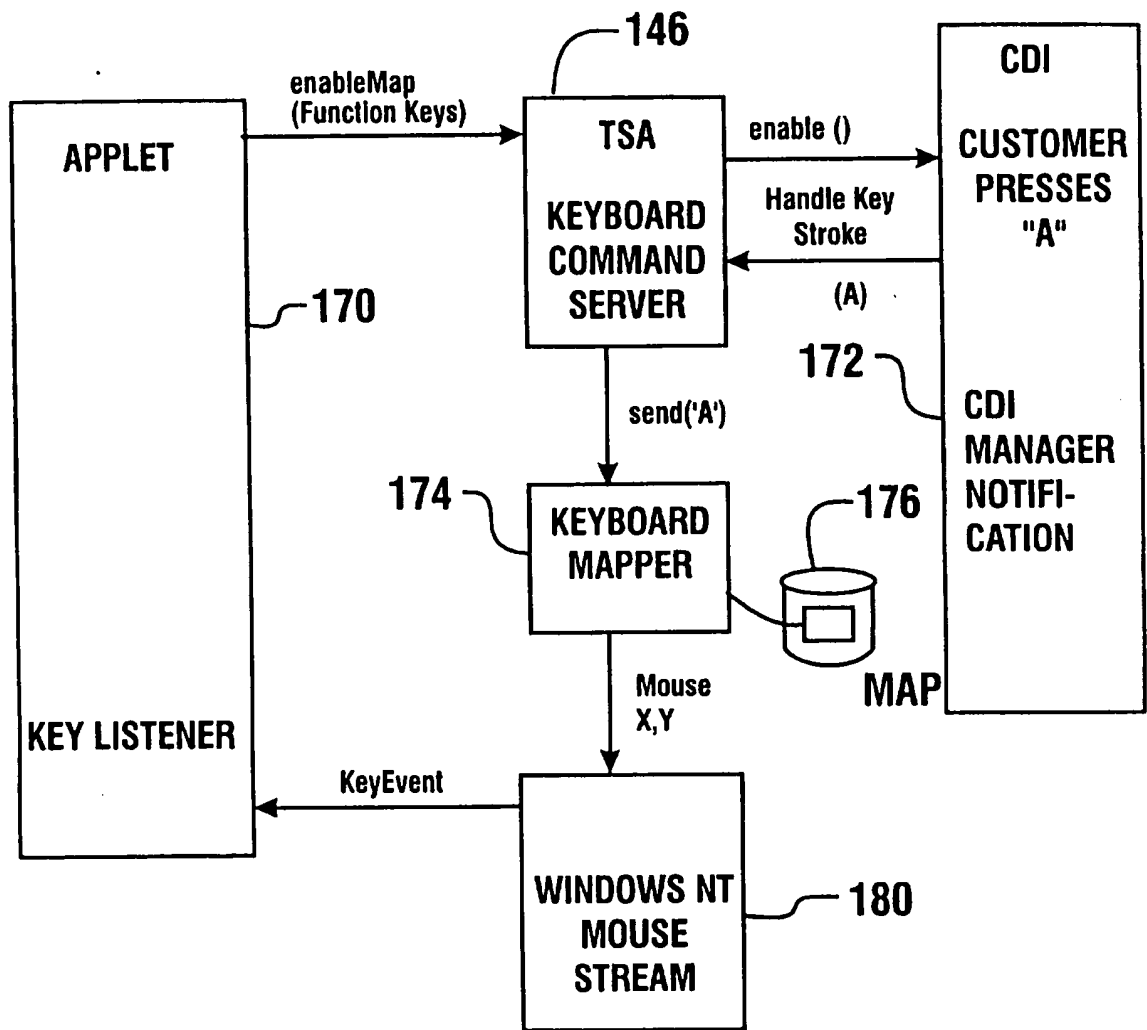 146
enableMap
(Function Keys)
APPLET
170
KEY LISTENER
TSA
KEYBOARD
COMMAND
SERVER
enable ()
Handle Key
Stroke
(A)
CDI
CUSTOMER
PRESSES
"A"
172
CDI
MANAGER
NOTIFI-
CATION
send('A')
174
KEYBOARD
MAPPER
176
MAP
Mouse
X,Y
KeyEvent
WINDOWS NT
MOUSE
STREAM
180